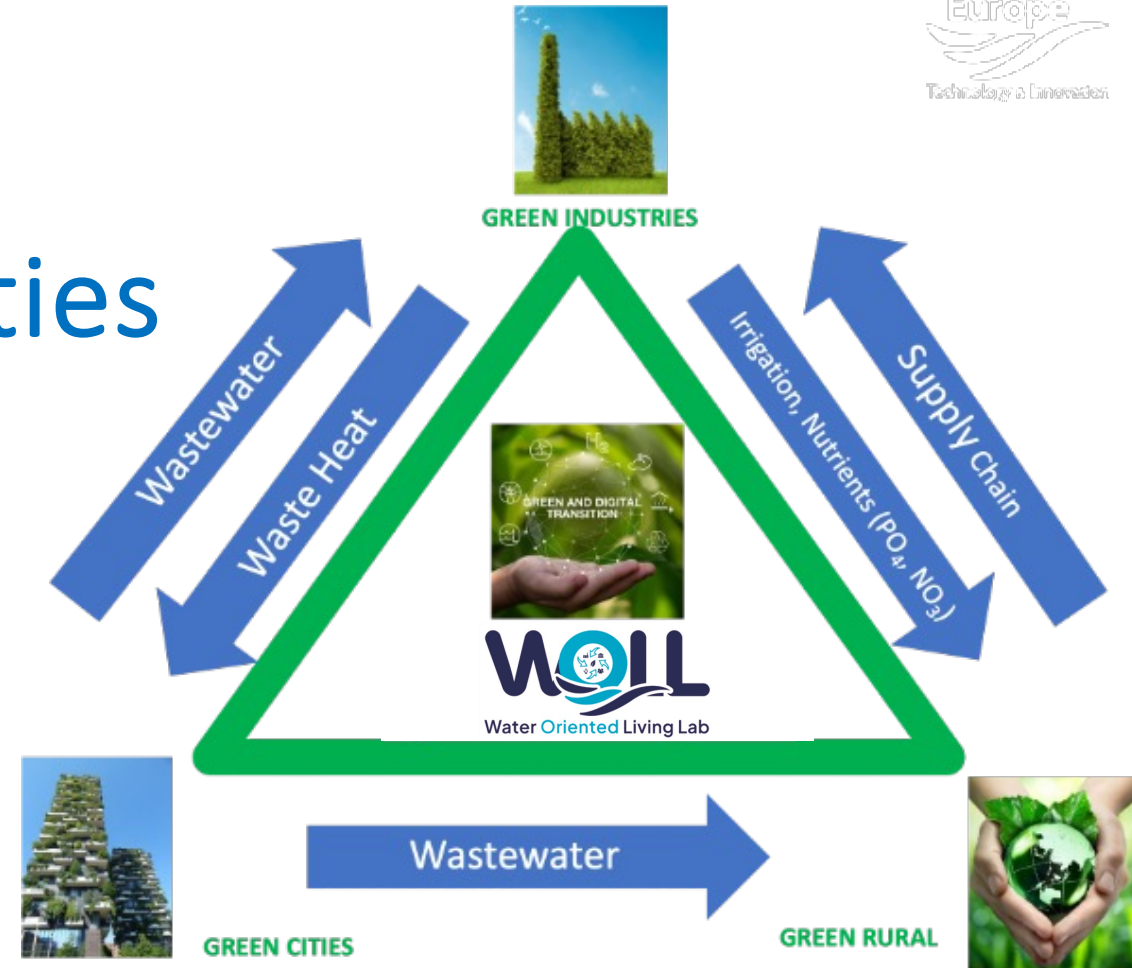 Europe
Technology & Innovation
GREEN INDUSTRIES
ties
Wastewater
Waste Heat
Irrigation, Nutrients (PO₄, NO₃)
Supply Chain
H₂
GREEN AND DIGITAL
TRANSITION
WOLL
Water Oriented Living Lab
Wastewater
GREEN CITIES
GREEN RURAL